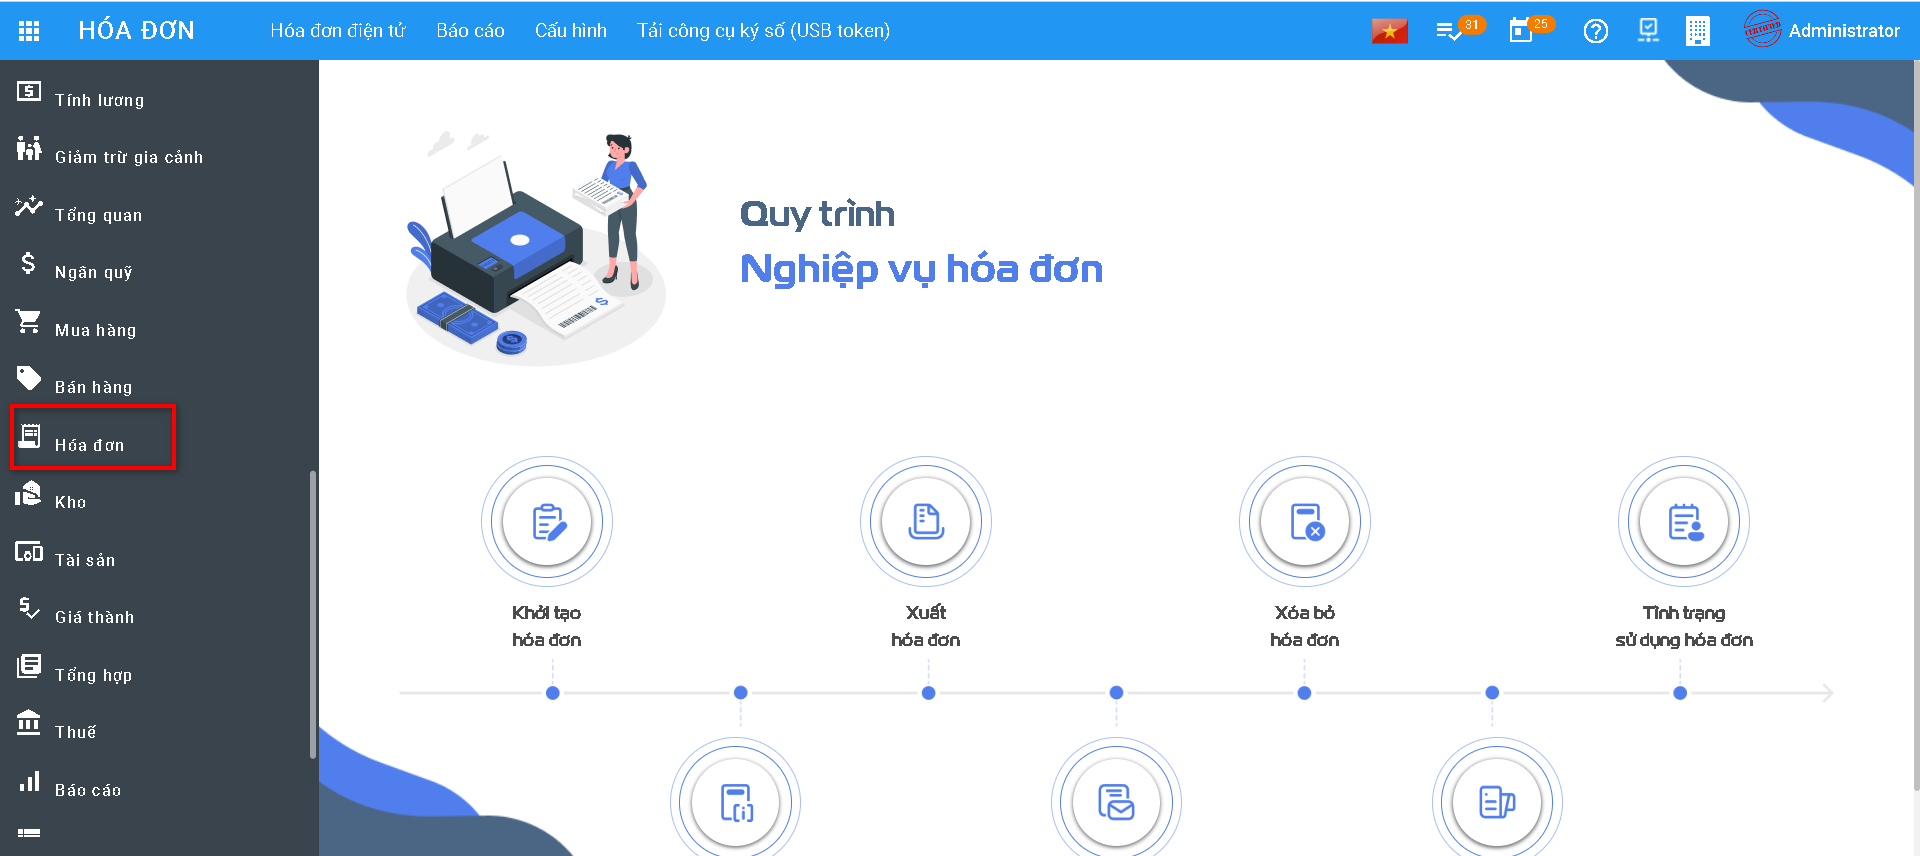 HÓA ĐƠN
Hóa đơn điện tử
Báo cáo
Cấu hình
Tải công cụ ký số (USB token)
31
25
CERTIFIED
Administrator
Tính lương
Giảm trừ gia cảnh
Tổng quan
Ngân quỹ
Mua hàng
Bán hàng
Hóa đơn
Kho
Tài sản
Giá thành
Tổng hợp
Thuế
Báo cáo
Quy trình
Nghiệp vụ hóa đơn
Khởi tạo
hóa đơn
Xuất
hóa đơn
Xóa bỏ
hóa đơn
Tình trạng
sử dụng hóa đơn